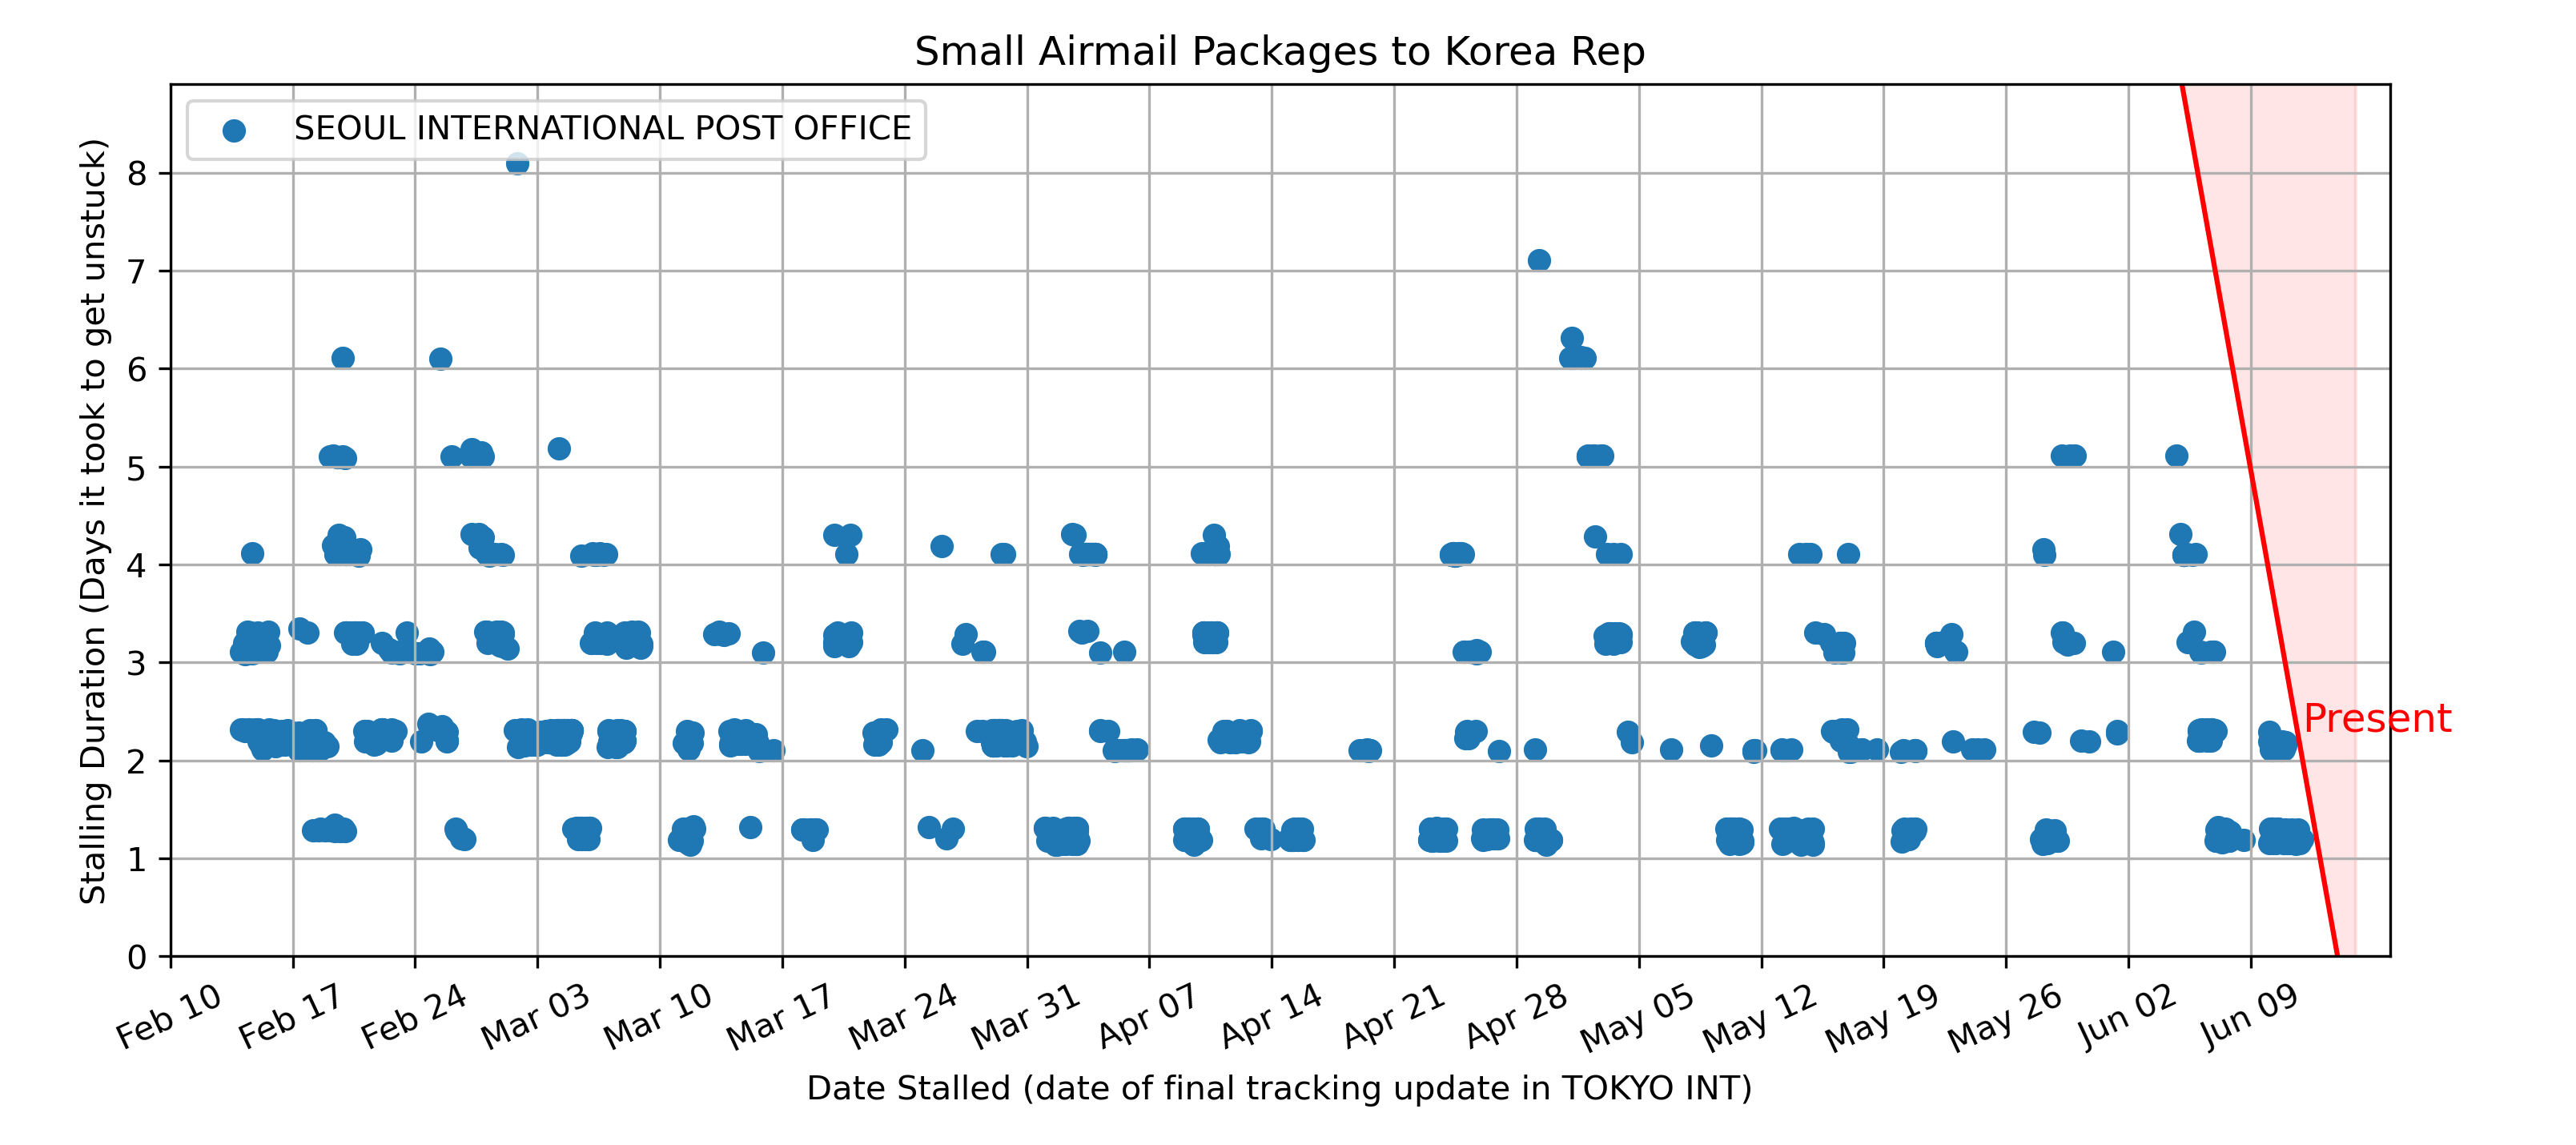 Small Airmail Packages to Korea Rep
SEOUL INTERNATIONAL POST OFFICE
Stalling Duration (Days it took to get unstuck)
8
7
6
5
4
3
2
1
0
Present
Feb 10
Feb 17
Feb 24
Mar 03
Mar 10
Mar 17
Mar 24
Mar 31
Apr 07
Apr 14
Apr 21
Apr 28
May 05
May 12
May 19
May 26
Jun 02
Jun 09
Date Stalled (date of final tracking update in TOKYO INT)